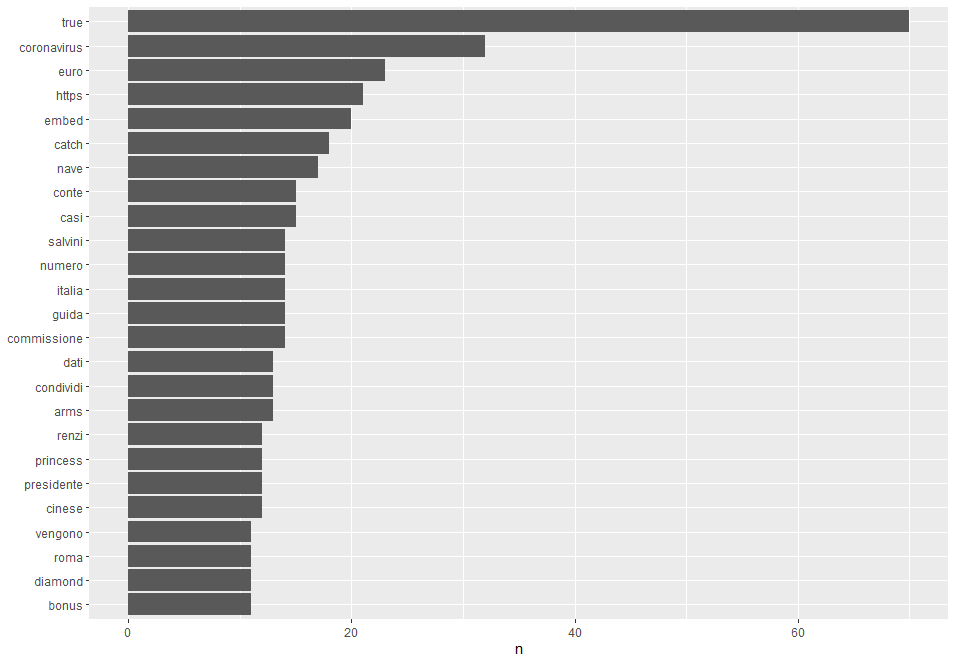 true
coronavirus
euro
https
embed
catch
nave
conte
casi
salvini
numero
italia
guida
commissione
dati
condividi
arms
renzi
princess
presidente
cinese
vengono
roma
diamond
bonus
0 20 40 60
n